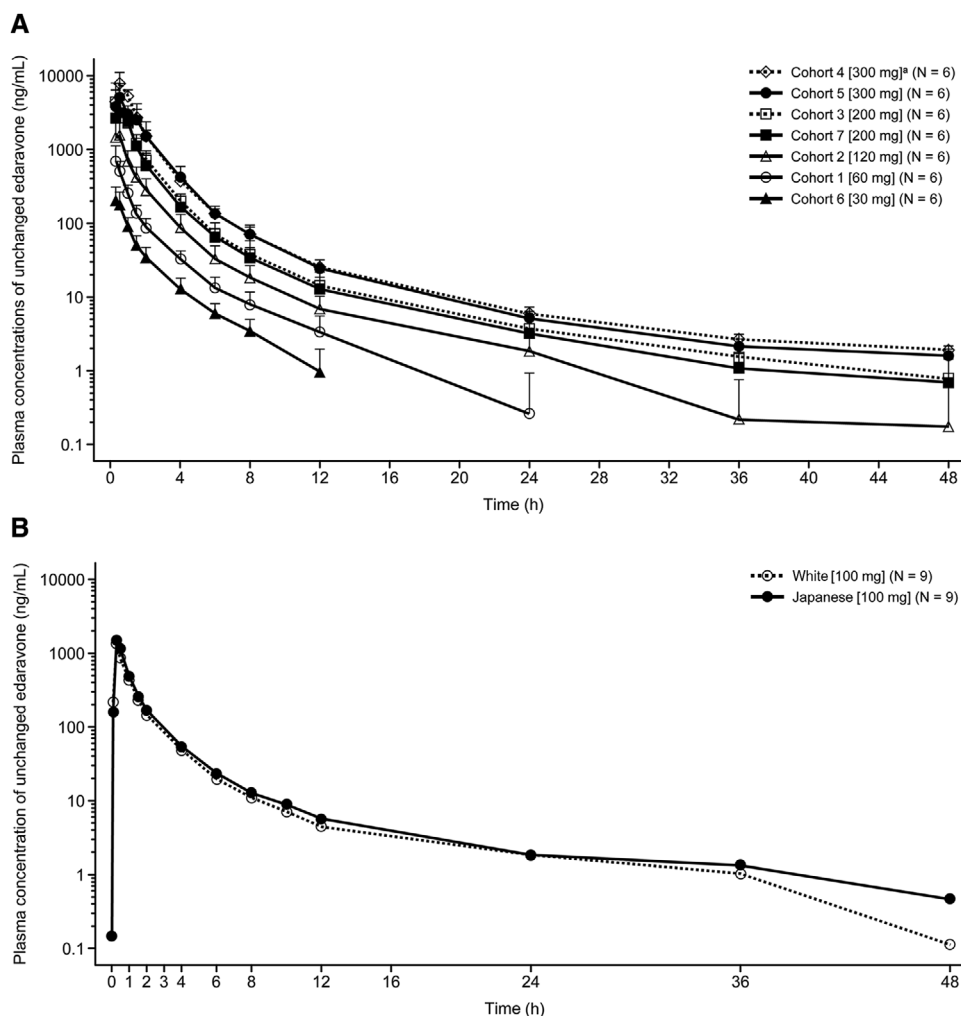 A
Plasma concentrations of unchanged edaravone (ng/mL)
10000
1000
100
10
1
0.1
Cohort 4 [300 mg]ª (N = 6)
Cohort 5 [300 mg] (N = 6)
Cohort 3 [200 mg] (N = 6)
Cohort 7 [200 mg] (N = 6)
Cohort 2 [120 mg] (N = 6)
Cohort 1 [60 mg] (N = 6)
Cohort 6 [30 mg] (N = 6)
0 4 8 12 16 20 24 28 32 36 40 44 48
Time (h)
B
Plasma concentration of unchanged edaravone (ng/mL)
10000
1000
100
10
1
0.1
White [100 mg] (N = 9)
Japanese [100 mg] (N = 9)
0 1 2 3 4 6 8 10 12 16 24 36 48
Time (h)